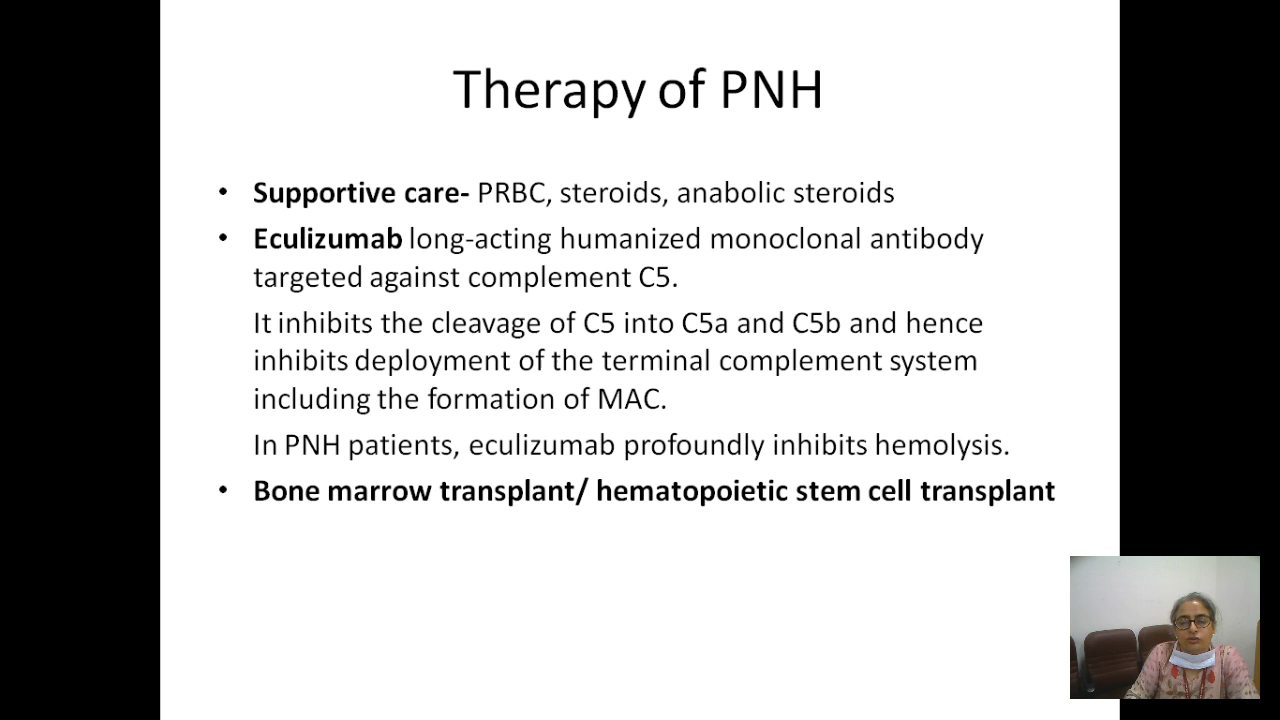 Therapy of PNH
• Supportive care- PRBC, steroids, anabolic steroids
• Eculizumab long-acting humanized monoclonal antibody
targeted against complement C5.
It inhibits the cleavage of C5 into C5a and C5b and hence
inhibits deployment of the terminal complement system
including the formation of MAC.
In PNH patients, eculizumab profoundly inhibits hemolysis.
• Bone marrow transplant/ hematopoietic stem cell transplant